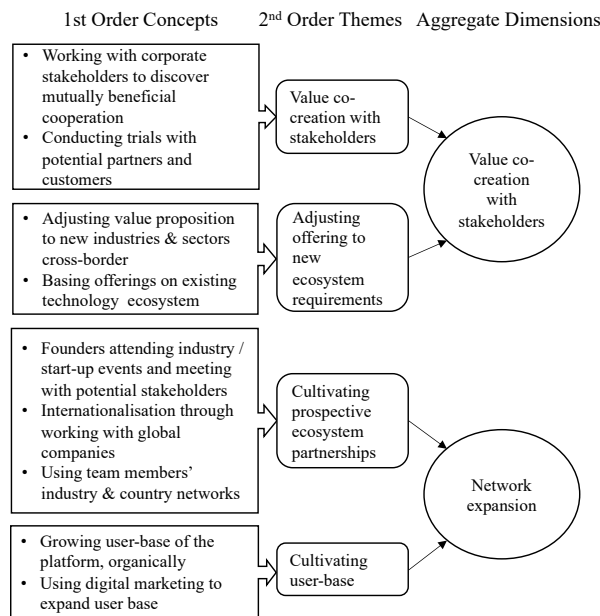 1st Order Concepts
2nd Order Themes
Aggregate Dimensions
• Working with corporate
stakeholders to discover
mutually beneficial
cooperation
• Conducting trials with
potential partners and
customers
Value co-
creation with
stakeholders
Value co-
creation
with
stakeholders
• Adjusting value proposition
to new industries & sectors
cross-border
• Basing offerings on existing
technology ecosystem
Adjusting
offering to
new
ecosystem
requirements
• Founders attending industry /
start-up events and meeting
with potential stakeholders
• Internationalisation through
working with global
companies
• Using team members'
industry & country networks
Cultivating
prospective
ecosystem
partnerships
Network
expansion
• Growing user-base of the
platform, organically
• Using digital marketing to
expand user base
Cultivating
user-base